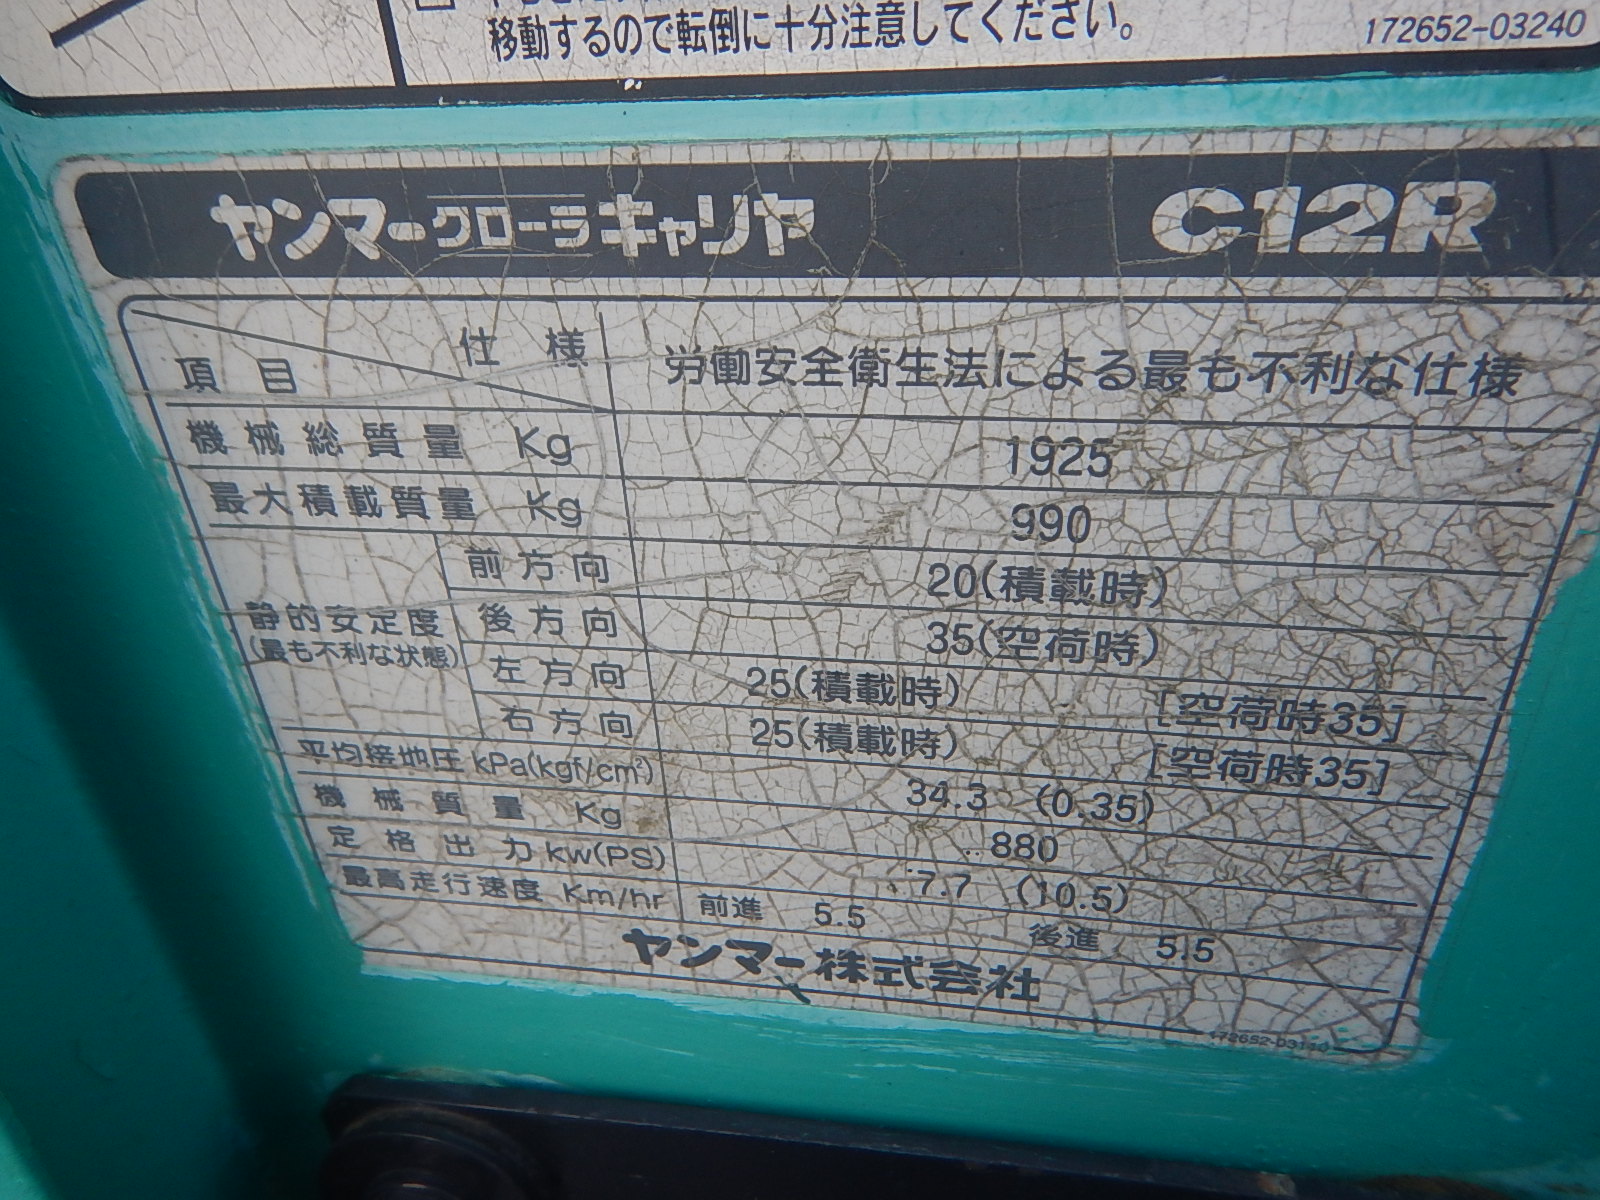 移動するので転倒に十分注意してください。
172652-03240
ヤンマークローラキャリヤ C12R
仕様
項目
労働安全衛生法による最も不利な仕様
機械総質量 Kg 1925
最大積載質量 Kg 990
静的安定度
(最も不利な状態)
前方向 20(積載時)
後方向 35(空荷時)
左方向 25(積載時) [空荷時35]
右方向 25(積載時) [空荷時35]
平均接地圧 kPa(kgf/cm²) 34.3 (0.35)
機械質量 Kg 880
定格出力 kw(PS) 7.7 (10.5)
最高走行速度 Km/hr 前進 5.5 後進 5.5
ヤンマー株式会社